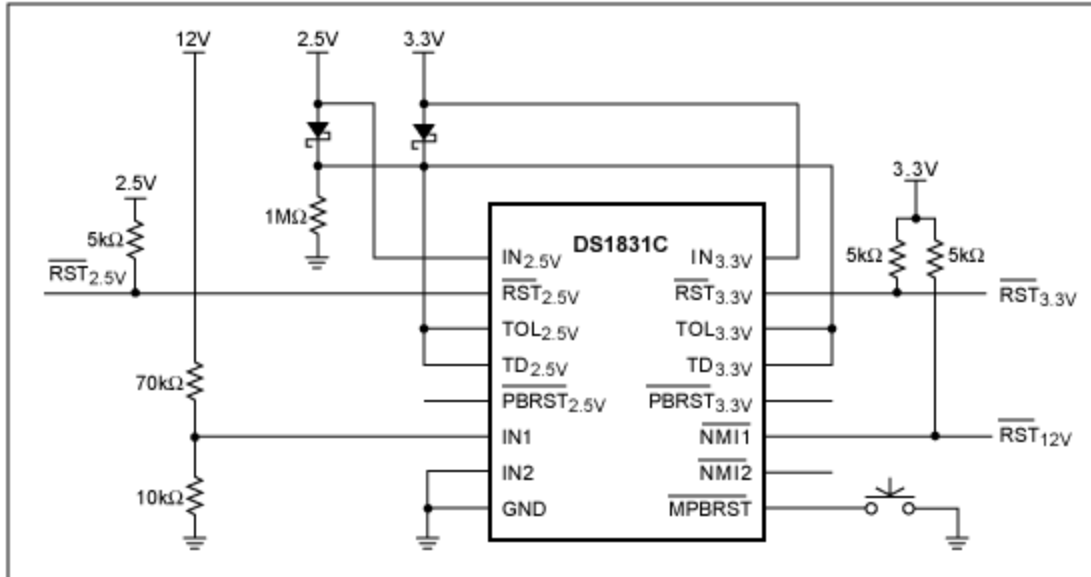 12V
2.5V
3.3V
2.5V
5kΩ
RST2.5V
1MΩ
70kΩ
10kΩ
DS1831C
IN2.5V
RST2.5V
TOL2.5V
TD2.5V
PBRST2.5V
IN1
IN2
GND
IN3.3V
RST3.3V
TOL3.3V
TD3.3V
PBRST3.3V
NMI1
NMI2
MPBRST
3.3V
5kΩ
5kΩ
RST3.3V
RST12V